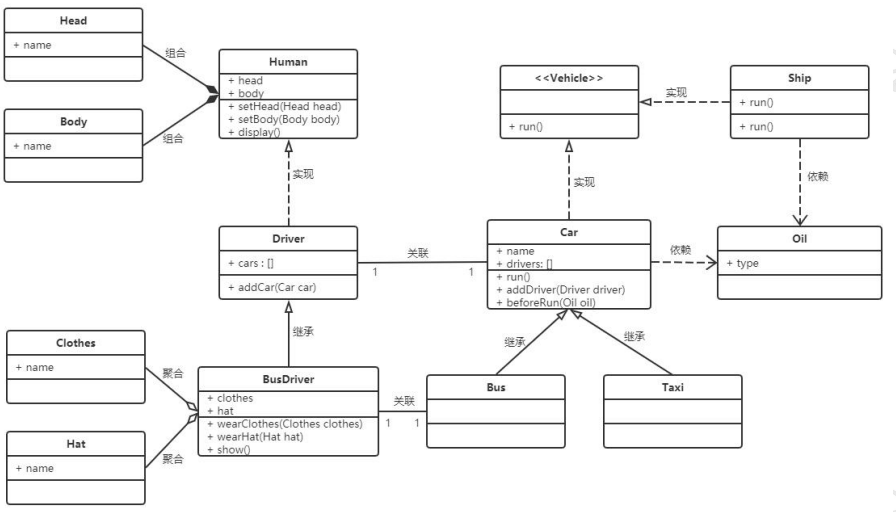 Head
+ name
组合
Body
+ name
组合
Human
+ head
+ body
+ setHead(Head head)
+ setBody(Body body)
+ display()
<<Vehicle>>
+ run()
实现
Ship
+ run()
+ run()
实现
实现
依赖
Driver
+ cars : []
+ addCar(Car car)
关联
1
1
Car
+ name
+ drivers: []
+ run()
+ addDriver(Driver driver)
+ beforeRun(Oil oil)
依赖
Oil
+ type
继承
继承
继承
Clothes
+ name
聚合
Hat
+ name
聚合
BusDriver
+ clothes
+ hat
+ wearClothes(Clothes clothes)
+ wearHat(Hat hat)
+ show()
关联
1
1
Bus
Taxi